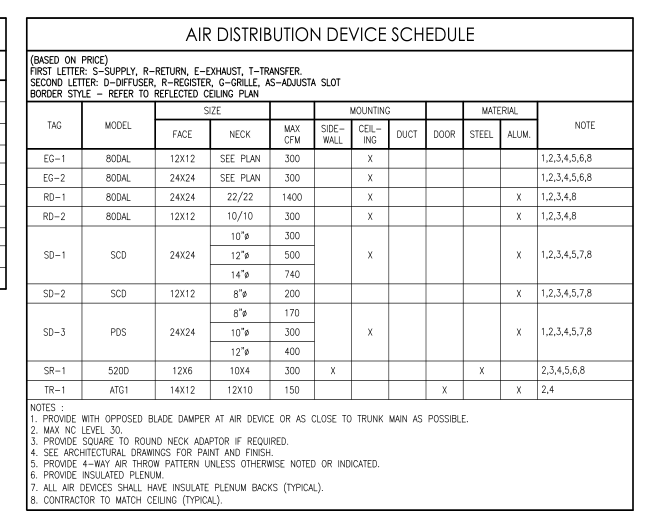 AIR DISTRIBUTION DEVICE SCHEDULE
(BASED ON PRICE)
FIRST LETTER: S-SUPPLY, R-RETURN, E-EXHAUST, T-TRANSFER.
SECOND LETTER: D-DIFFUSER, R-REGISTER, G-GRILLE, AS-ADJUSTA SLOT
BORDER STYLE - REFER TO REFLECTED CEILING PLAN
TAG MODEL SIZE MOUNTING MATERIAL NOTE
FACE NECK MAX CFM SIDE-WALL CEIL-ING DUCT DOOR STEEL ALUM.
EG-1 80DAL 12X12 SEE PLAN 300 X 1,2,3,4,5,6,8
EG-2 80DAL 24X24 SEE PLAN 300 X 1,2,3,4,5,6,8
RD-1 80DAL 24X24 22/22 1400 X X 1,2,3,4,8
RD-2 80DAL 12X12 10/10 300 X X 1,2,3,4,8
SD-1 SCD 24X24 10"ø 300 X X 1,2,3,4,5,7,8
12"ø 500
14"ø 740
SD-2 SCD 12X12 8"ø 200 X 1,2,3,4,5,7,8
SD-3 PDS 24X24 8"ø 170 X X 1,2,3,4,5,7,8
10"ø 300
12"ø 400
SR-1 520D 12X6 10X4 300 X X 2,3,4,5,6,8
TR-1 ATG1 14X12 12X10 150 X X 2,4
NOTES :
1. PROVIDE WITH OPPOSED BLADE DAMPER AT AIR DEVICE OR AS CLOSE TO TRUNK MAIN AS POSSIBLE.
2. MAX NC LEVEL 30.
3. PROVIDE SQUARE TO ROUND NECK ADAPTOR IF REQUIRED.
4. SEE ARCHITECTURAL DRAWINGS FOR PAINT AND FINISH.
5. PROVIDE 4-WAY AIR THROW PATTERN UNLESS OTHERWISE NOTED OR INDICATED.
6. PROVIDE INSULATED PLENUM.
7. ALL AIR DEVICES SHALL HAVE INSULATE PLENUM BACKS (TYPICAL).
8. CONTRACTOR TO MATCH CEILING (TYPICAL).